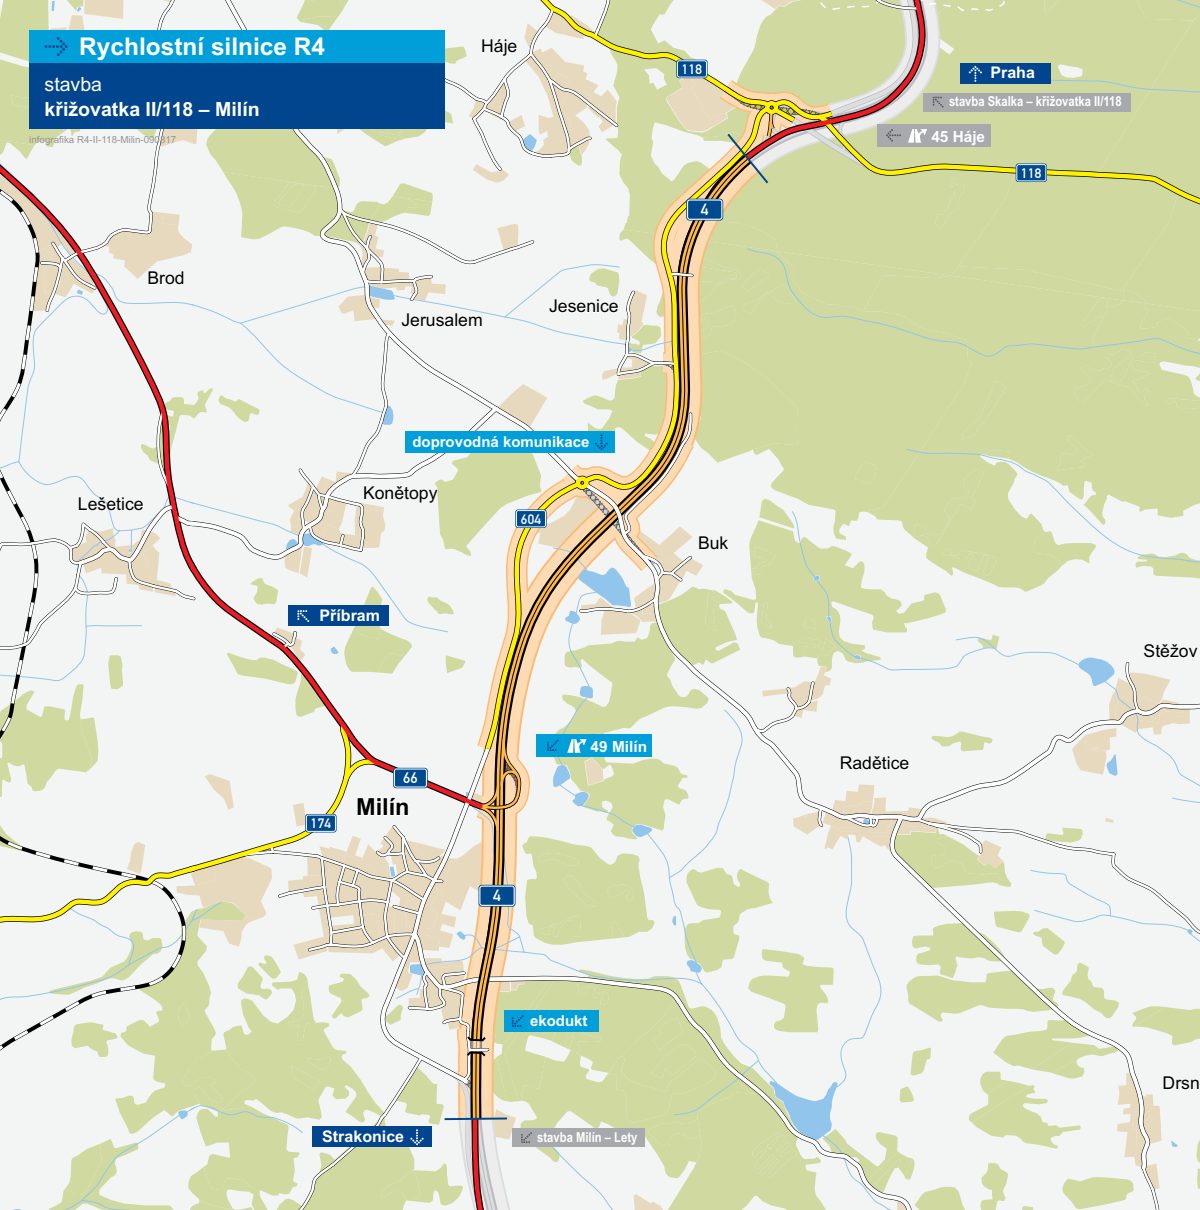 Rychlostní silnice R4
stavba
křižovatka II/118 – Milín
infografika R4-II-118-Milin-090817
Háje
118
Praha
stavba Skalka – křižovatka II/118
45 Háje
118
4
Brod
Jesenice
Jerusalem
doprovodná komunikace
Konětopy
Lešetice
604
Buk
Příbram
Stěžov
49 Milín
Radětice
66
Milín
174
4
ekodukt
Drsn
Strakonice
stavba Milín – Lety